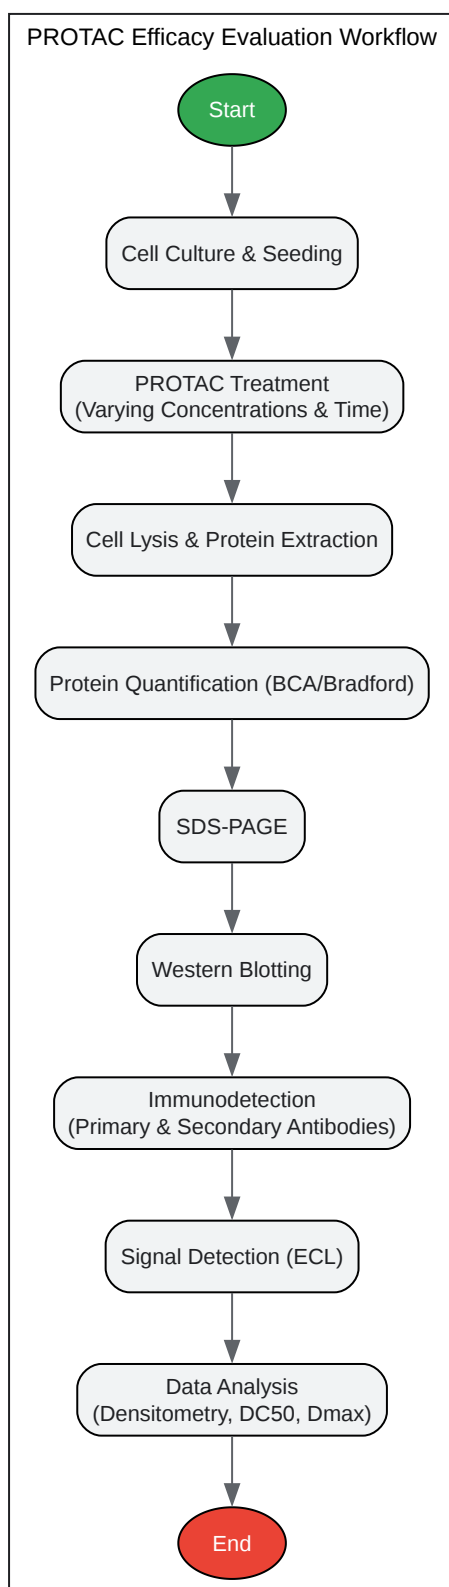 PROTAC Efficacy Evaluation Workflow
Start
Cell Culture & Seeding
PROTAC Treatment
(Varying Concentrations & Time)
Cell Lysis & Protein Extraction
Protein Quantification (BCA/Bradford)
SDS-PAGE
Western Blotting
Immunodetection
(Primary & Secondary Antibodies)
Signal Detection (ECL)
Data Analysis
(Densitometry, DC50, Dmax)
End